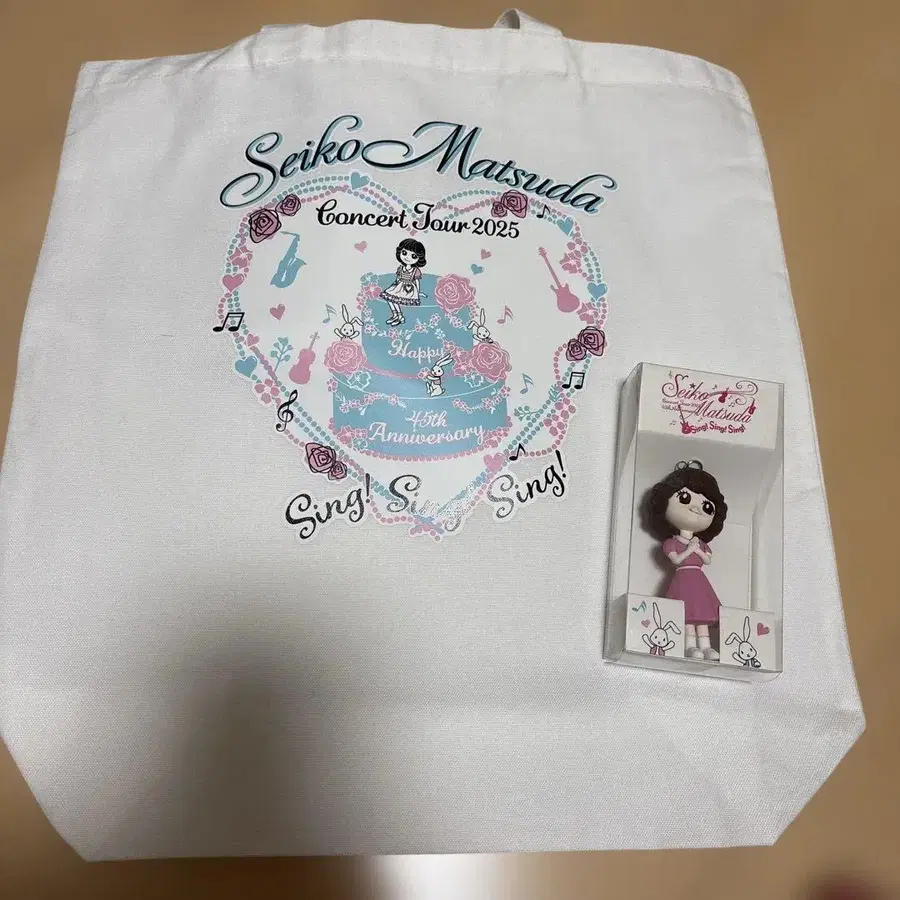 Seiko Matsuda
Concert Tour 2025
Happy
45th
Anniversary
Sing! Sing! Sing!
Seiko
Matsuda
Sing! Sing! Sing!